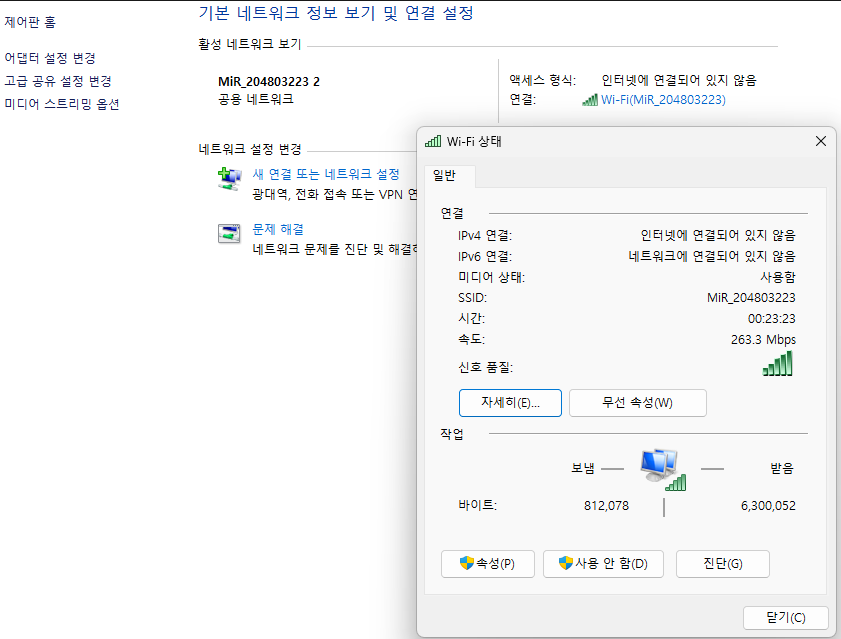 제어판 홈
어댑터 설정 변경
고급 공유 설정 변경
미디어 스트리밍 옵션
기본 네트워크 정보 보기 및 연결 설정
활성 네트워크 보기
MiR_204803223 2
공용 네트워크
액세스 형식: 인터넷에 연결되어 있지 않음
연결: Wi-Fi(MiR_204803223)
네트워크 설정 변경
새 연결 또는 네트워크 설정
광대역, 전화 접속 또는 VPN 연
문제 해결
네트워크 문제를 진단 및 해결하
Wi-Fi 상태
일반
연결
IPv4 연결: 인터넷에 연결되어 있지 않음
IPv6 연결: 네트워크에 연결되어 있지 않음
미디어 상태: 사용함
SSID: MiR_204803223
시간: 00:23:23
속도: 263.3 Mbps
신호 품질:
자세히(E)... 무선 속성(W)
작업
보냄 받음
바이트: 812,078 6,300,052
속성(P) 사용 안 함(D) 진단(G)
닫기(C)